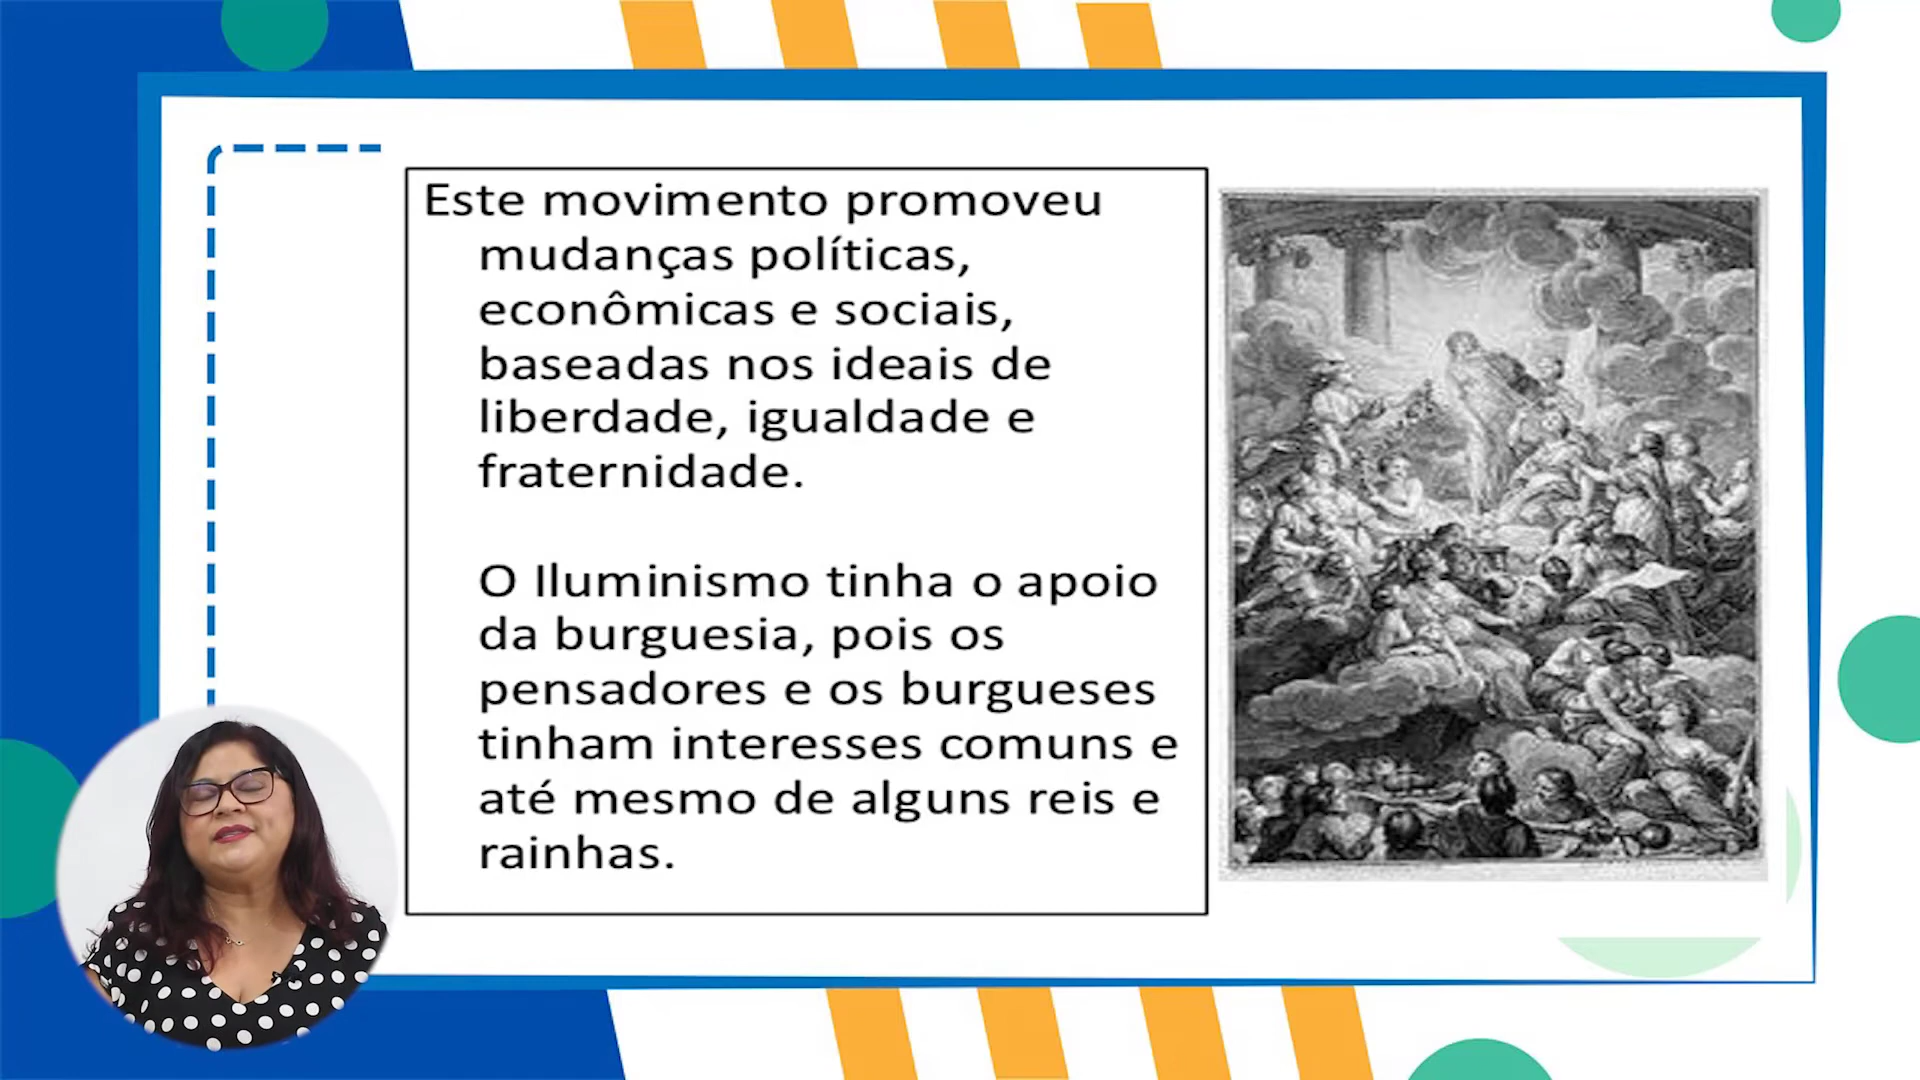 Este movimento promoveu
mudanças políticas,
econômicas e sociais,
baseadas nos ideais de
liberdade, igualdade e
fraternidade.
O Iluminismo tinha o apoio
da burguesia, pois os
pensadores e os burgueses
tinham interesses comuns e
até mesmo de alguns reis e
rainhas.